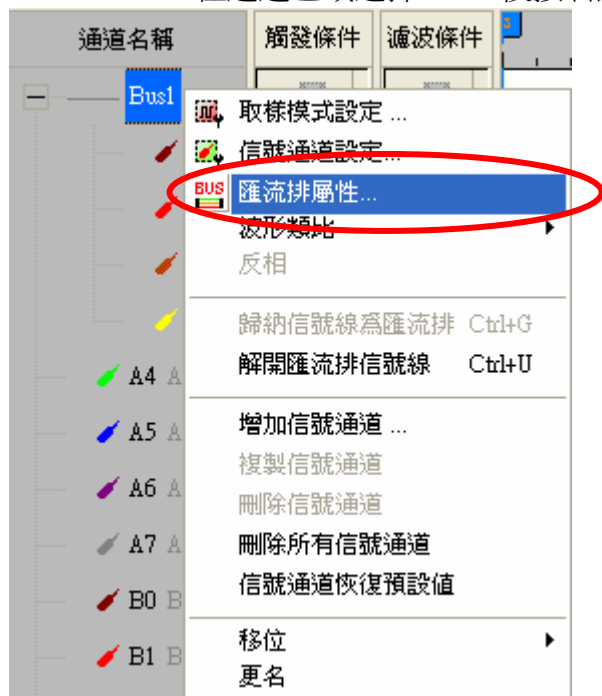 通道名稱 觸發條件 濾波條件
Bus1
取樣模式設定 ...
信號通道設定...
BUS 匯流排屬性...
波形類比
反相
歸納信號線為匯流排 Ctrl+G
解開匯流排信號線 Ctrl+U
A4 A
增加信號通道 ...
A5 A
複製信號通道
A6 A
刪除信號通道
A7 A
刪除所有信號通道
信號通道恢復預設值
B0 B
移位
B1 B
更名